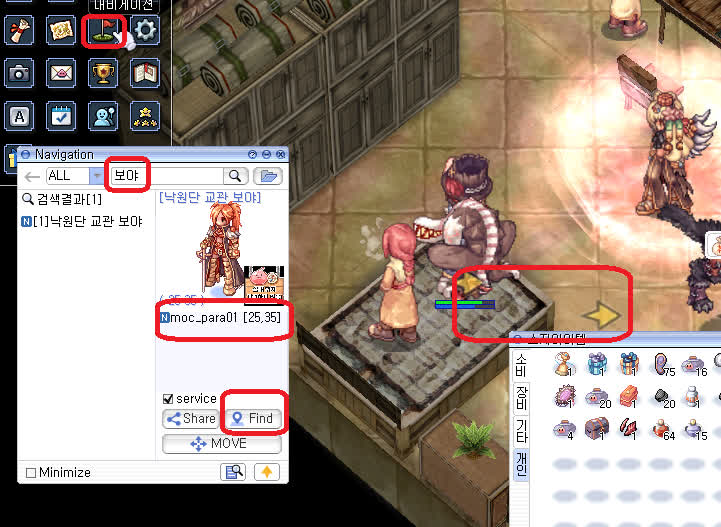 내비게이션
A
Navigation
ALL
보야
검색결과[1]
N [1]낙원단 교관 보야
[낙원단 교관 보야]
( 25,35 )
N moc_para01 [25,35]
service
Share
Find
MOVE
Minimize
소지아이템
소비
장비
기타
개인
1
1
1
75
16
1
20
1
20
1
4
1
1
64
15